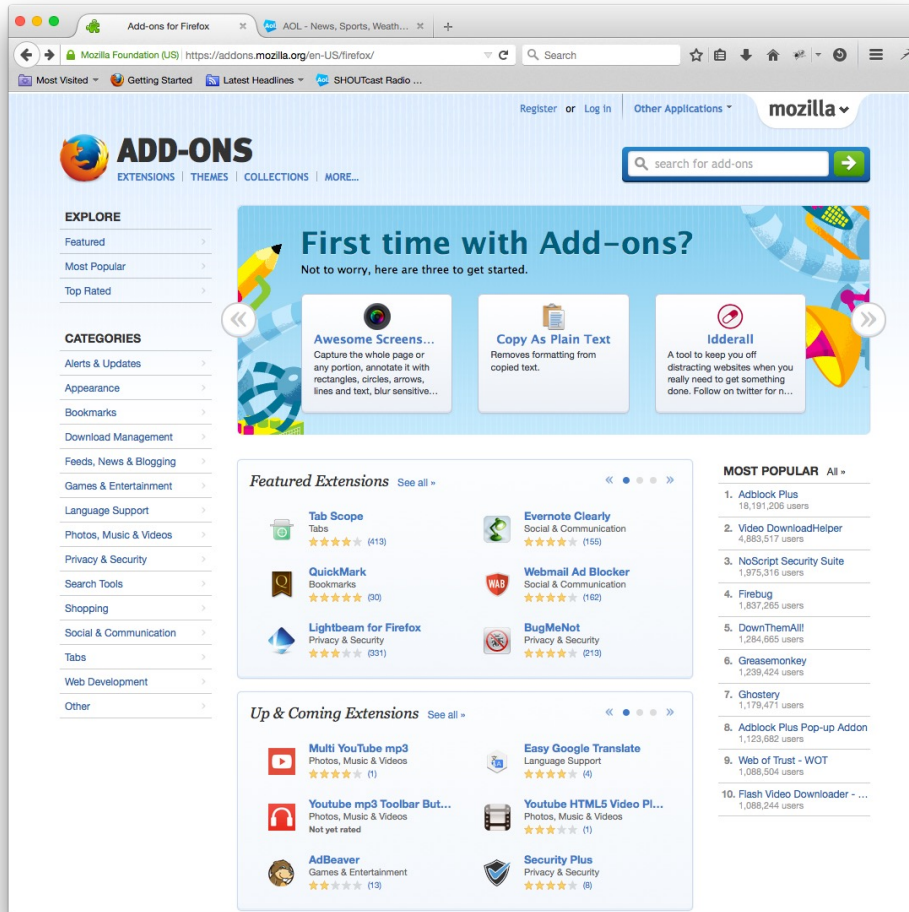 Add-ons for Firefox
AOL - News, Sports, Weath...
Mozilla Foundation (US)
https://addons.mozilla.org/en-US/firefox/
Search
Most Visited
Getting Started
Latest Headlines
Aol
SHOUTcast Radio ...
Register or Log in
Other Applications
mozilla
ADD-ONS
EXTENSIONS | THEMES | COLLECTIONS | MORE...
search for add-ons
EXPLORE
Featured
Most Popular
Top Rated
CATEGORIES
Alerts & Updates
Appearance
Bookmarks
Download Management
Feeds, News & Blogging
Games & Entertainment
Language Support
Photos, Music & Videos
Privacy & Security
Search Tools
Shopping
Social & Communication
Tabs
Web Development
Other
First time with Add-ons?
Not to worry, here are three to get started.
Awesome Screens...
Capture the whole page or
any portion, annotate it with
rectangles, circles, arrows,
lines and text, blur sensitive...
Copy As Plain Text
Removes formatting from
copied text.
Idderall
A tool to keep you off
distracting websites when you
really need to get something
done. Follow on twitter for n...
Featured Extensions See all »
Tab Scope
Tabs
(413)
Evernote Clearly
Social & Communication
(155)
Q
QuickMark
Bookmarks
(30)
WAB
Webmail Ad Blocker
Social & Communication
(162)
Lightbeam for Firefox
Privacy & Security
(331)
BugMeNot
Privacy & Security
(213)
Up & Coming Extensions See all »
Multi YouTube mp3
Photos, Music & Videos
(1)
Easy Google Translate
Language Support
(4)
Youtube mp3 Toolbar But...
Photos, Music & Videos
Not yet rated
Youtube HTML5 Video Pl...
Photos, Music & Videos
(1)
AdBeaver
Games & Entertainment
(13)
Security Plus
Privacy & Security
(8)
MOST POPULAR All »
1. Adblock Plus
18,191,206 users
2. Video DownloadHelper
4,883,517 users
3. NoScript Security Suite
1,975,316 users
4. Firebug
1,837,265 users
5. DownThemAll!
1,284,665 users
6. Greasemonkey
1,239,424 users
7. Ghostery
1,179,471 users
8. Adblock Plus Pop-up Addon
1,123,682 users
9. Web of Trust - WOT
1,088,504 users
10. Flash Video Downloader - ...
1,088,244 users